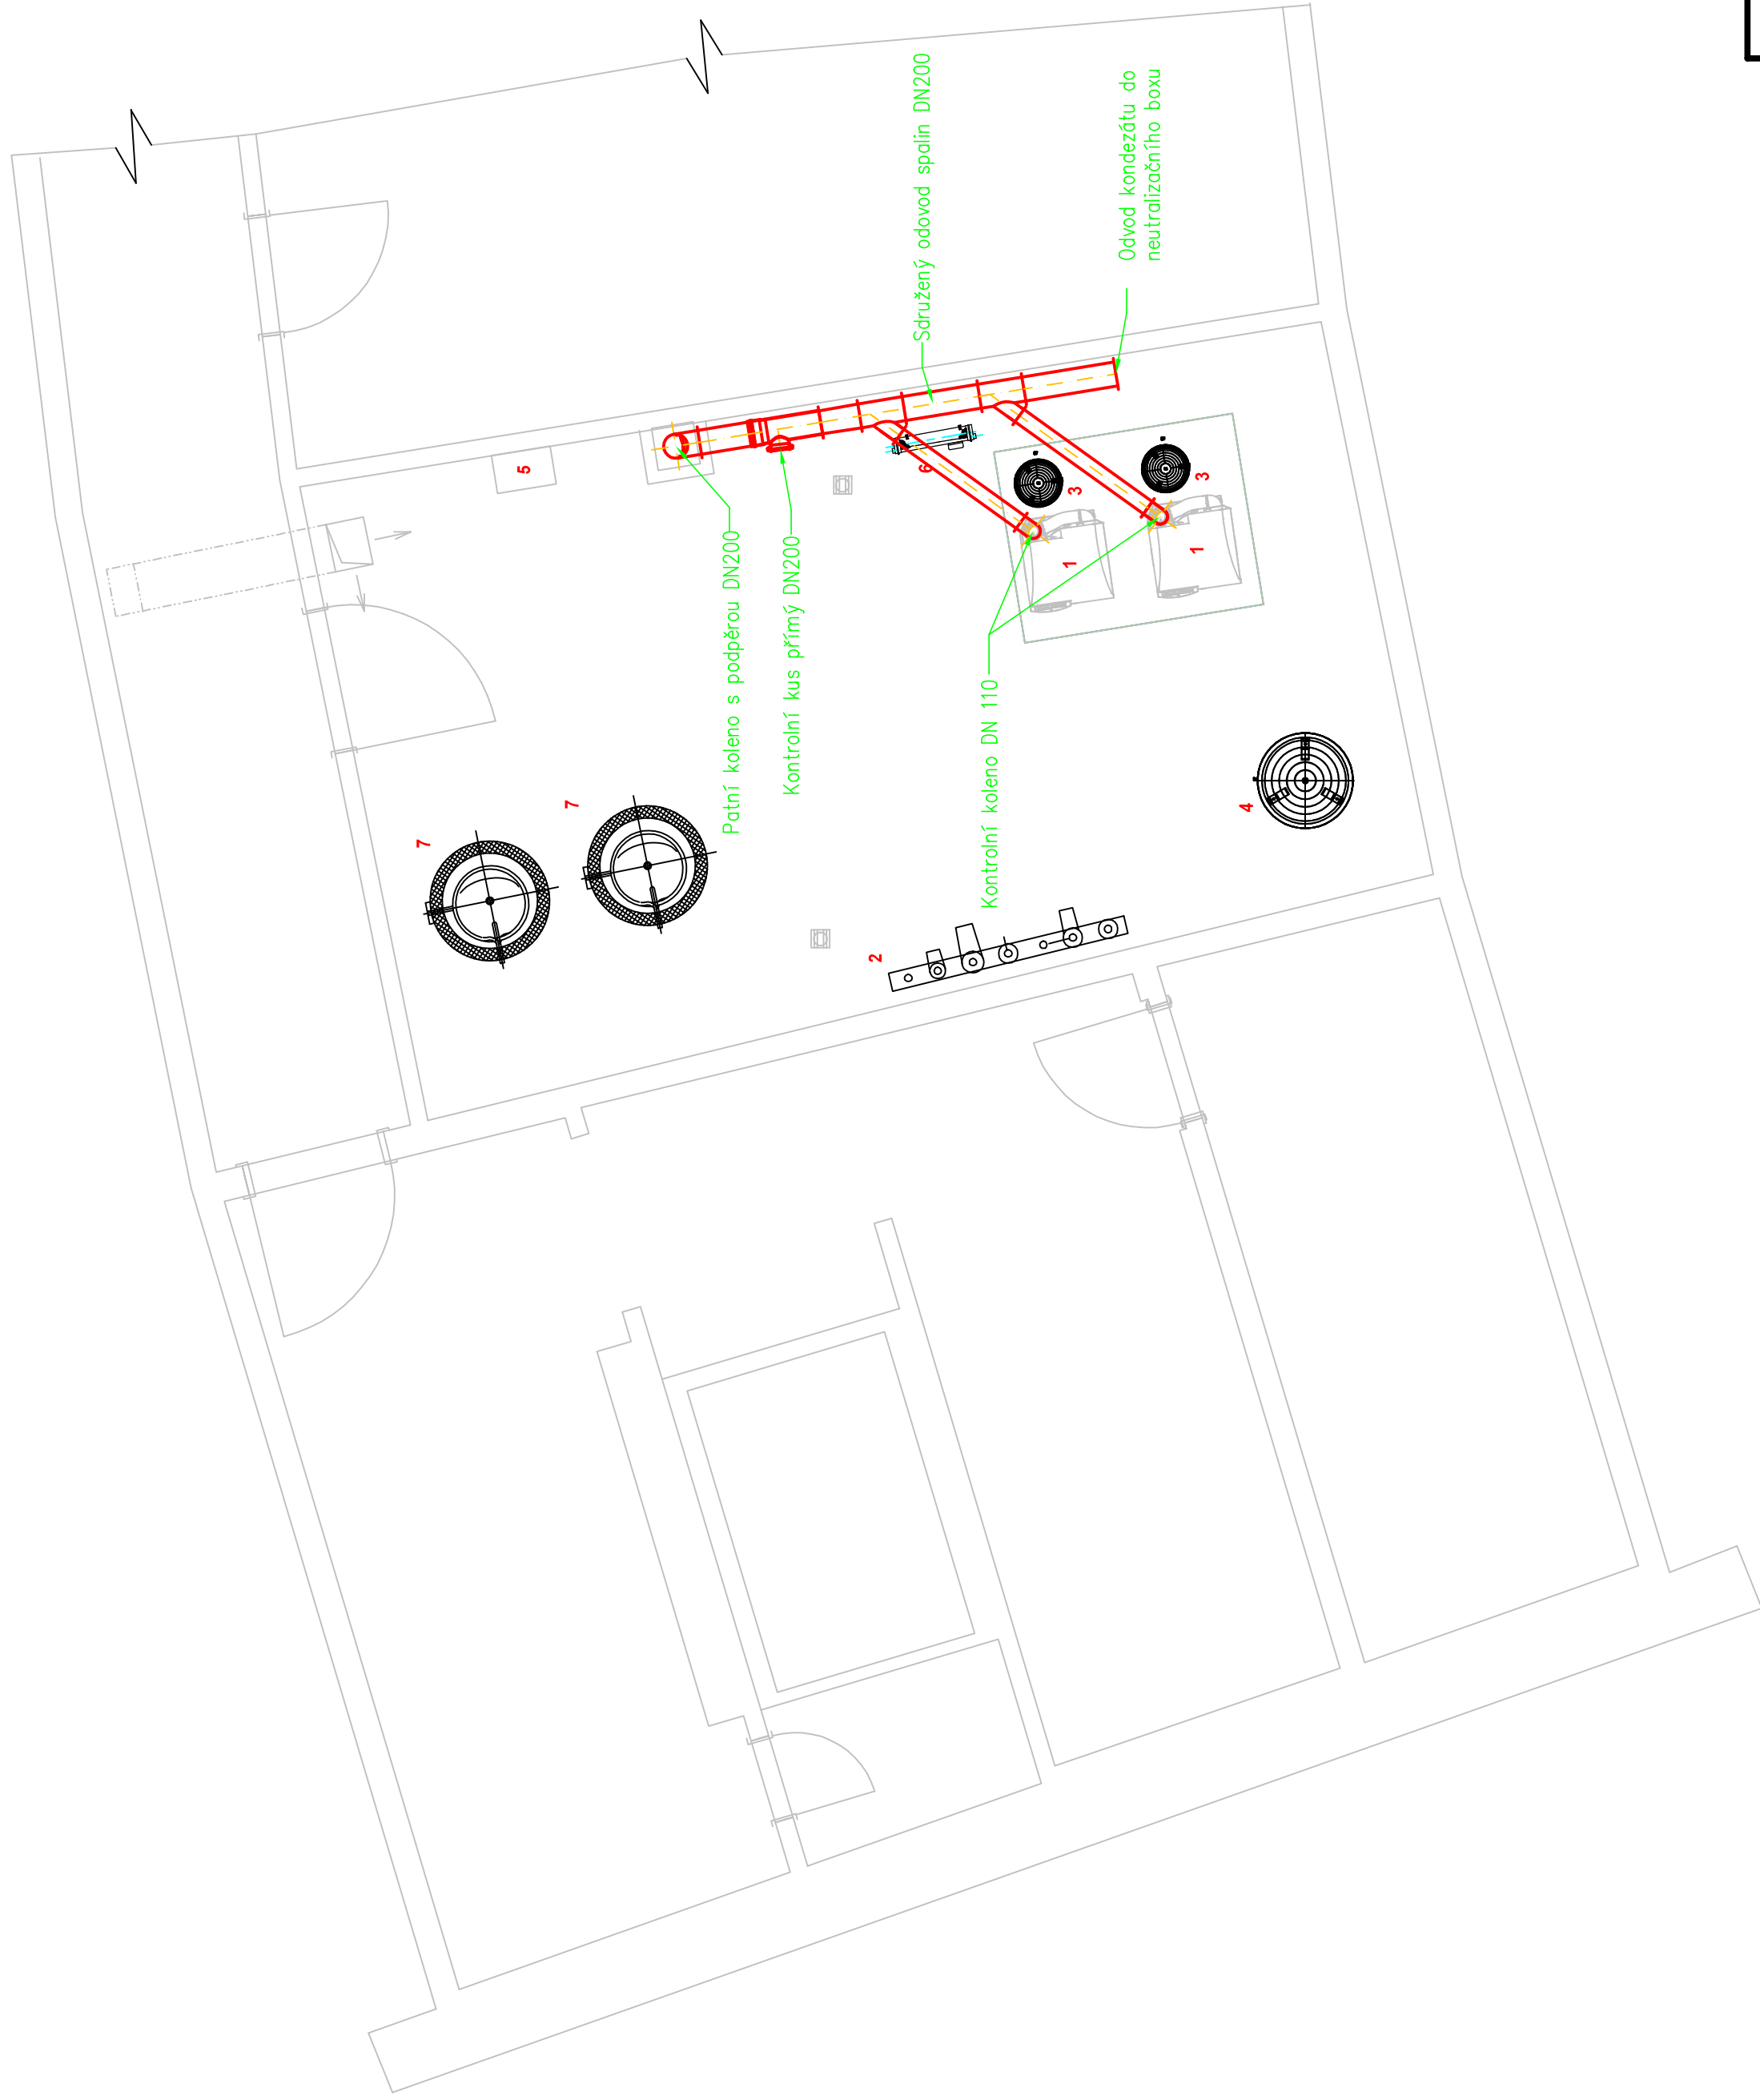 Sdružený odovod spalin DN200
Odvod kondezátu do
neutralizačního boxu
Patní koleno s podpěrou DN200
Kontrolní kus přímý DN200
Kontrolní koleno DN 110
5
6
3
3
1
1
7
7
4
2